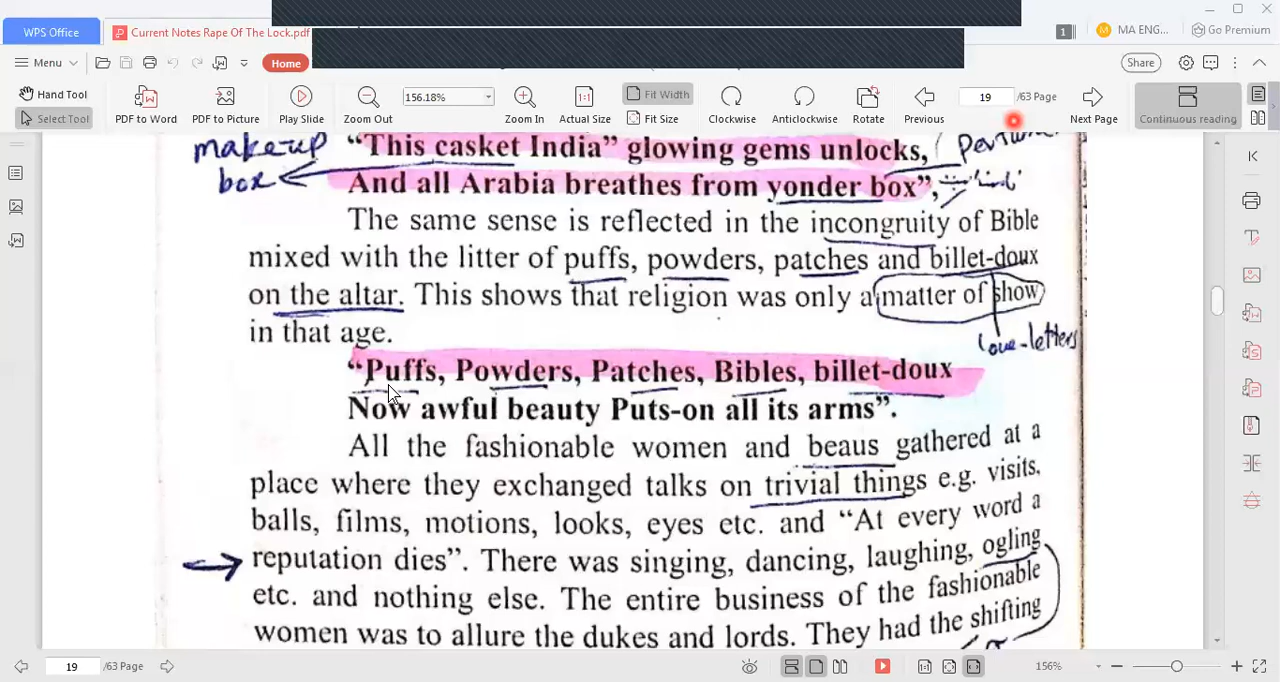 WPS Office
Current Notes Rape Of The Lock.pdf
1
MA ENG...
Go Premium
Menu
Home
Share
Hand Tool
Select Tool
PDF to Word
PDF to Picture
Play Slide
Zoom Out
156.18%
Zoom In
1:1
Actual Size
Fit Width
Fit Size
Clockwise
Anticlockwise
Rotate
Previous
19 /63 Page
Next Page
Continuous reading
makeup
box
“This casket India” glowing gems unlocks,
And all Arabia breathes from yonder box”,
The same sense is reflected in the incongruity of Bible
mixed with the litter of puffs, powders, patches and billet-doux
on the altar. This shows that religion was only a matter of show
in that age.
love-letters
“Puffs, Powders, Patches, Bibles, billet-doux
Now awful beauty Puts-on all its arms”.
All the fashionable women and beaus gathered at a
place where they exchanged talks on trivial things e.g. visits.
balls, films, motions, looks, eyes etc. and “At every word a
reputation dies”. There was singing, dancing, laughing, ogling
etc. and nothing else. The entire business of the fashionable
women was to allure the dukes and lords. They had the shifting
19 /63 Page
156%